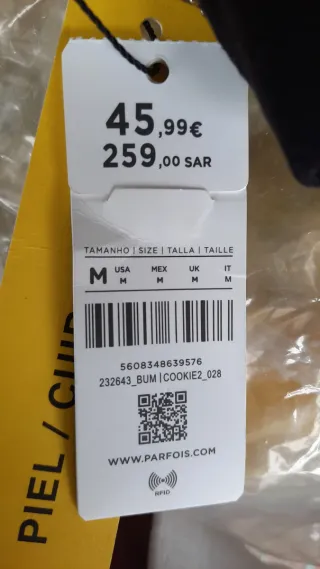 45,99€
259,00 SAR
TAMANHO | SIZE | TALLA | TAILLE
M USA MEX UK IT
M M M M
5608348639576
232643_BUM | COOKIE2_028
WWW.PARFOIS.COM
RFID
PIEL /